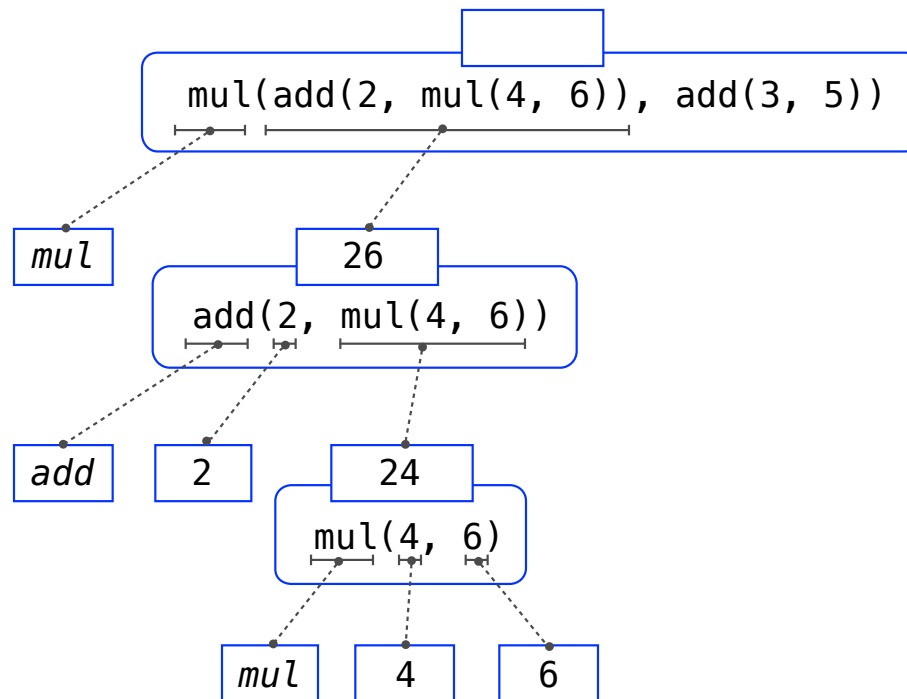 mul(add(2, mul(4, 6)), add(3, 5))
mul
26
add(2, mul(4, 6))
add
2
24
mul(4, 6)
mul
4
6